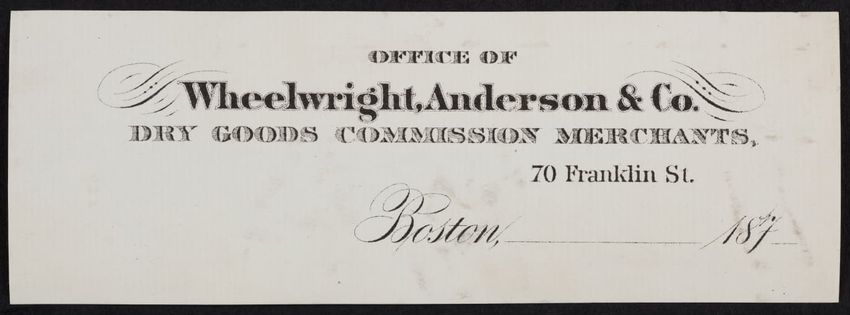 OFFICE OF
Wheelwright, Anderson & Co.
DRY GOODS COMMISSION MERCHANTS,
70 Franklin St.
Boston, 187